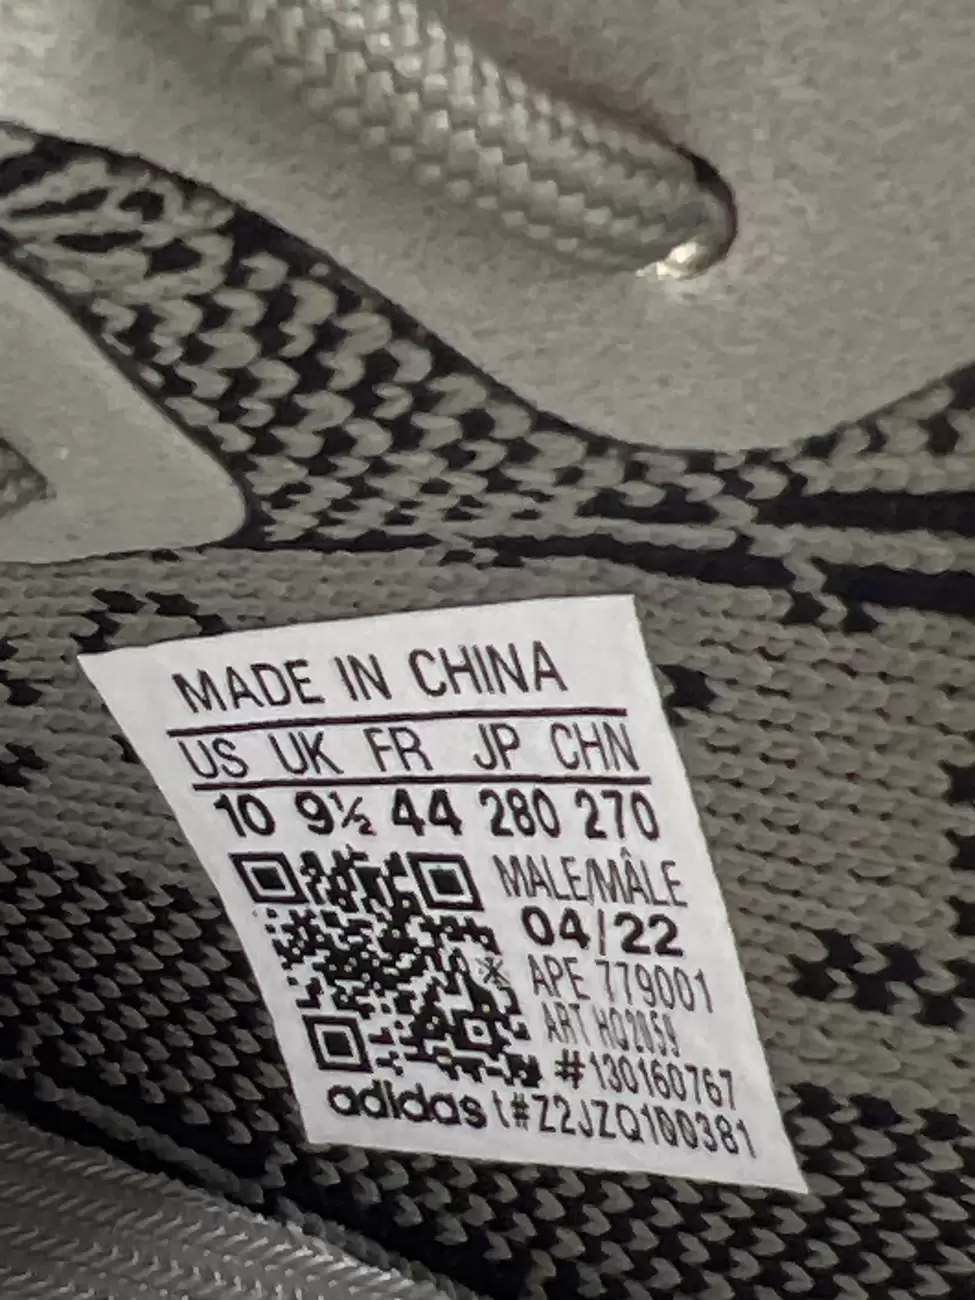 MADE IN CHINA
US UK FR JP CHN
10 9½ 44 280 270
MALE/MÂLE
04/22
APE 779001
ART HQ2059
#130160767
adidas t#Z2JZQ100381